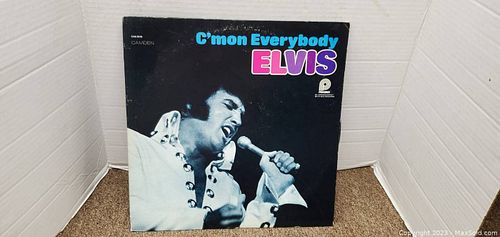 CAMDEN
C'mon Everybody
ELVIS
P
Copyright 2023 - MaxSold.com